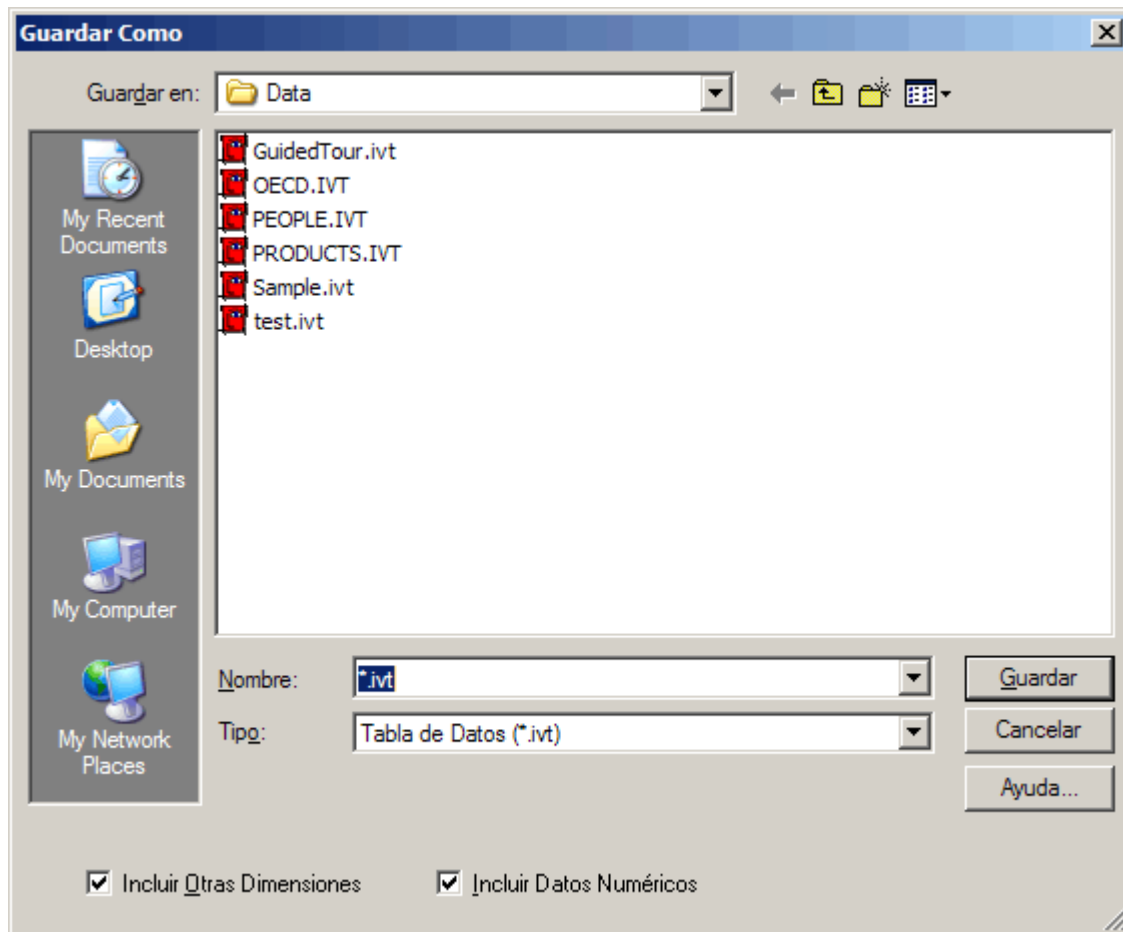 Guardar Como
Guardar en: Data
GuidedTour.ivt
OECD.IVT
PEOPLE.IVT
PRODUCTS.IVT
Sample.ivt
test.ivt
My Recent
Documents
Desktop
My Documents
My Computer
My Network
Places
Nombre: *.ivt Guardar
Tipo: Tabla de Datos (*.ivt) Cancelar
Ayuda...
Incluir Otras Dimensiones Incluir Datos Numéricos